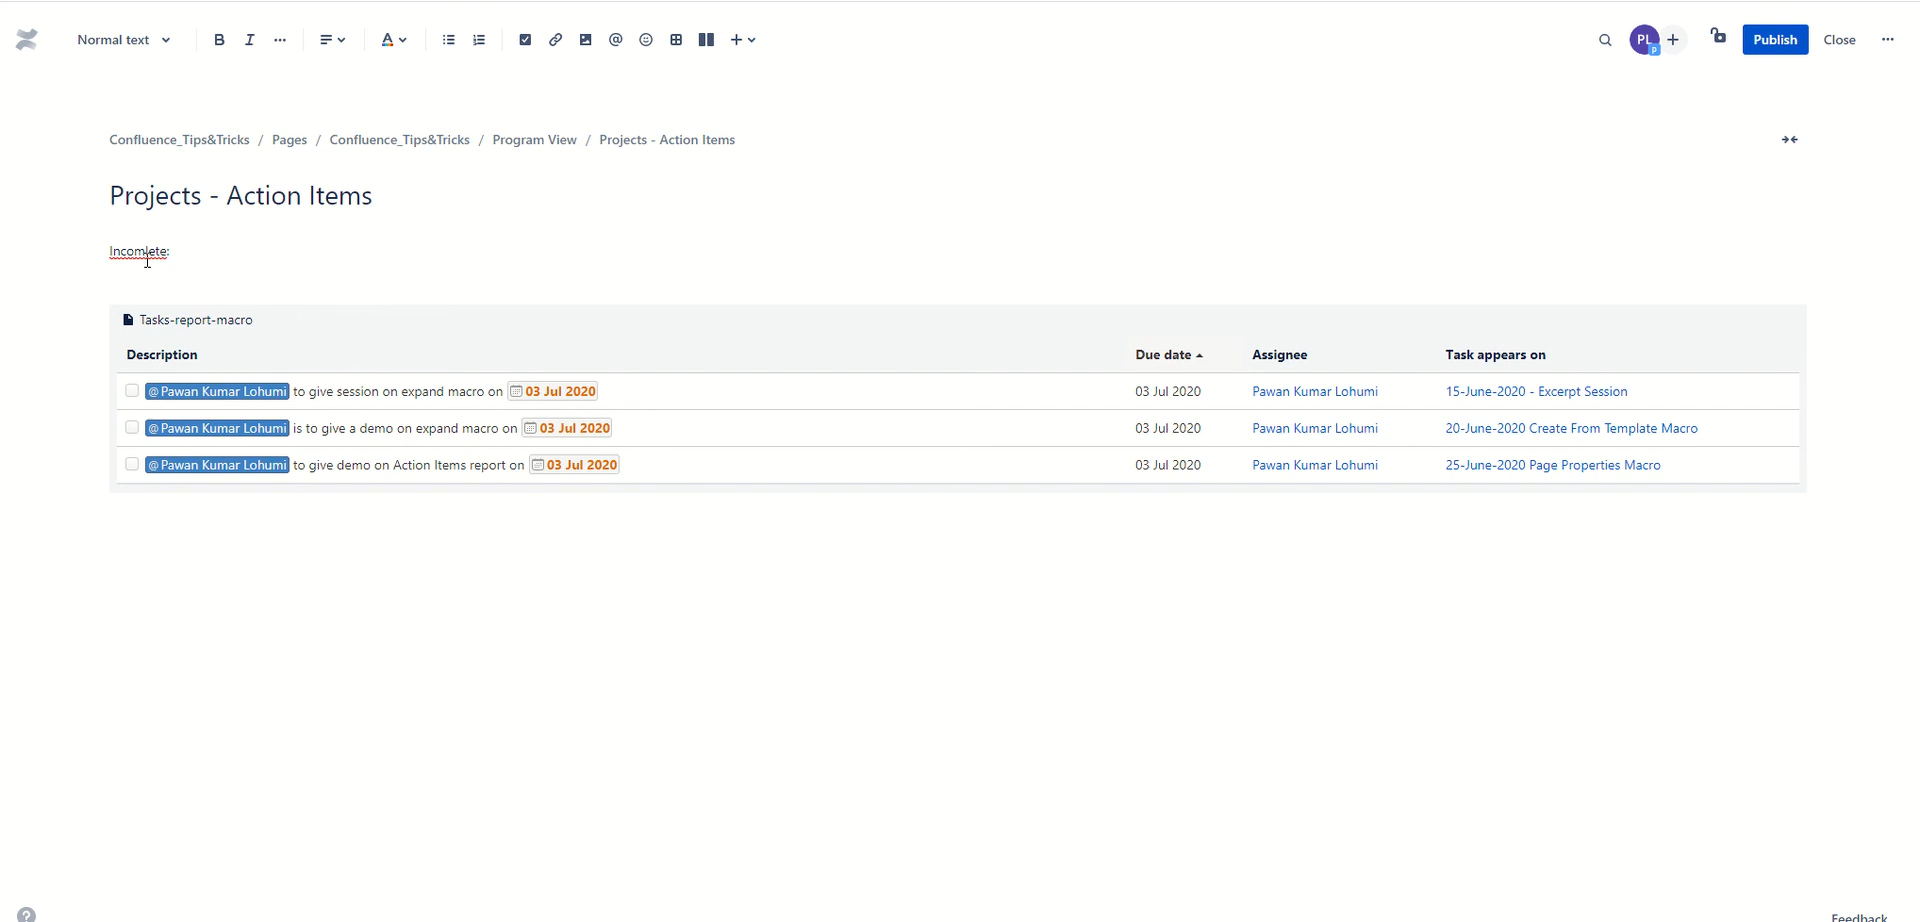 Normal text B I A @ PL p Publish Close
Confluence_Tips&Tricks / Pages / Confluence_Tips&Tricks / Program View / Projects - Action Items
Projects - Action Items
Incomlete:
Tasks-report-macro
Description Due date Assignee Task appears on
@Pawan Kumar Lohumi to give session on expand macro on 03 Jul 2020 03 Jul 2020 Pawan Kumar Lohumi 15-June-2020 - Excerpt Session
@Pawan Kumar Lohumi is to give a demo on expand macro on 03 Jul 2020 03 Jul 2020 Pawan Kumar Lohumi 20-June-2020 Create From Template Macro
@Pawan Kumar Lohumi to give demo on Action Items report on 03 Jul 2020 03 Jul 2020 Pawan Kumar Lohumi 25-June-2020 Page Properties Macro
? Feedback